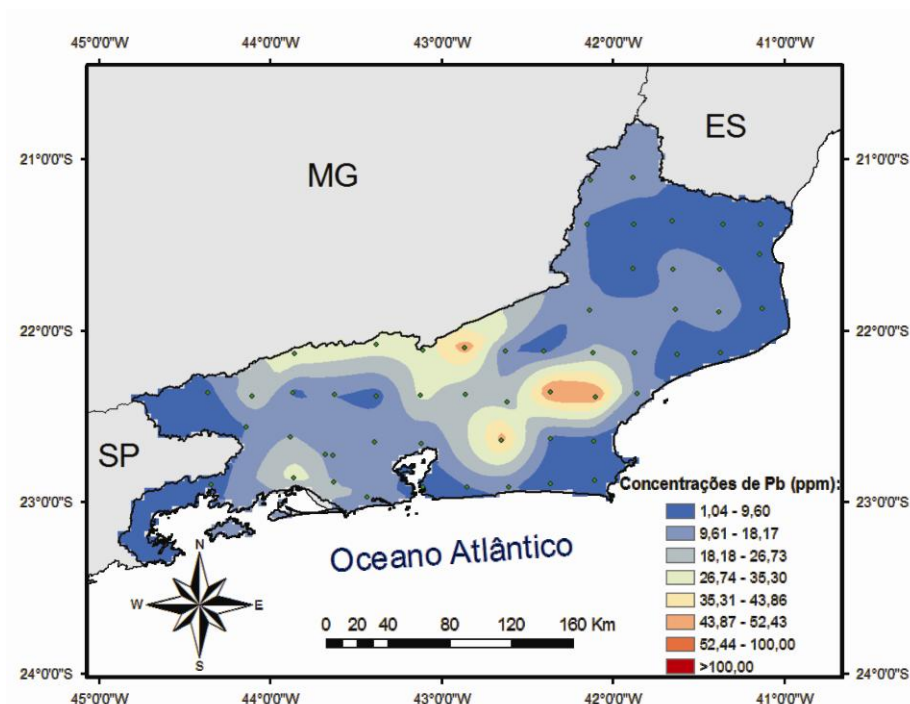 45°0'0"W 44°0'0"W 43°0'0"W 42°0'0"W 41°0'0"W
ES
21°0'0"S 21°0'0"S
MG
22°0'0"S 22°0'0"S
SP
23°0'0"S 23°0'0"S
Concentrações de Pb (ppm):
1,04 - 9,60
9,61 - 18,17
18,18 - 26,73
26,74 - 35,30
35,31 - 43,86
43,87 - 52,43
52,44 - 100,00
>100,00
Oceano Atlântico
N
W E
S
0 20 40 80 120 160 Km
24°0'0"S 24°0'0"S
45°0'0"W 44°0'0"W 43°0'0"W 42°0'0"W 41°0'0"W